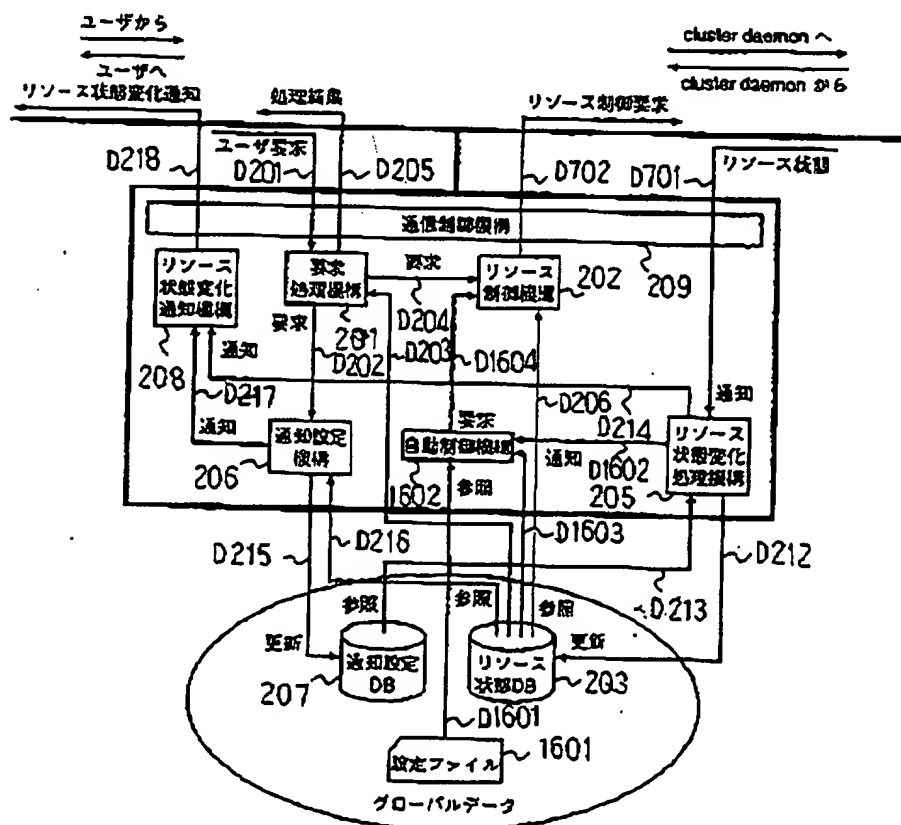 ユーザから
ユーザへ
リソース状態変化通知
処理結果
リソース制御要求
cluster daemon へ
cluster daemon から
D218
ユーザ要求
D201
D205
D702
D701
リソース状態
通信制御機構
209
リソース
状態変化
通知機構
208
要求
処理機構
201
要求
D204
リソース
制御機構
202
要求
D202
D203
D1604
D206
通知
D217
通知
D214
通知
通知設定
機構
206
要求
自動制御機構
1602
通知
D1602
リソース
状態変化
処理機構
205
参照
D1603
D215
D216
D212
D213
参照
参照
参照
更新
更新
通知設定
DB
207
リソース
状態DB
203
D1601
設定ファイル
1601
グローバルデータ